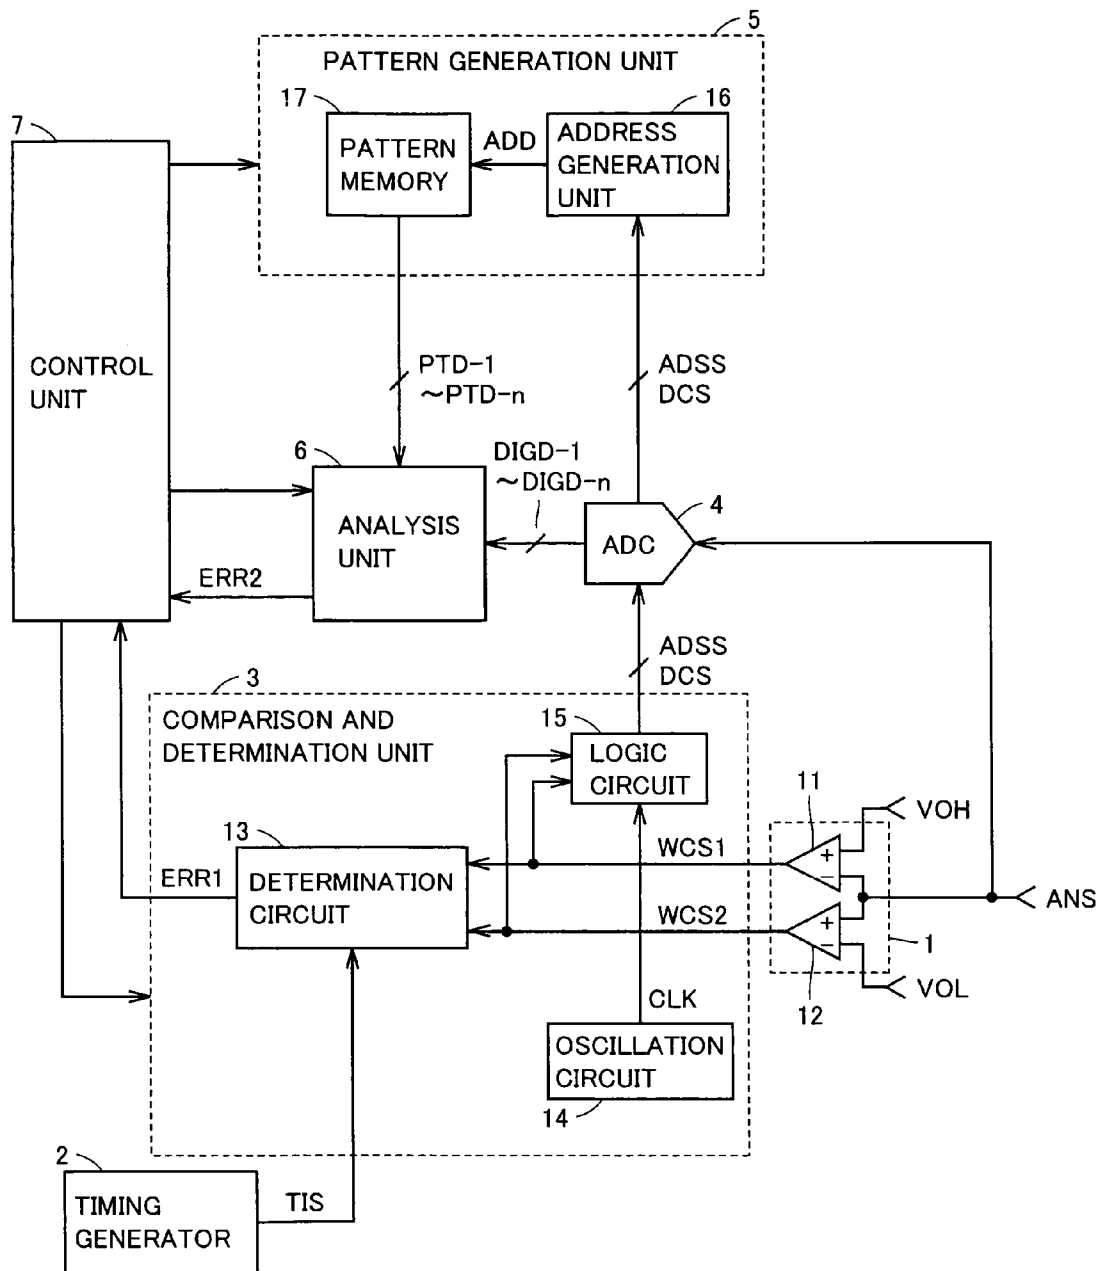 5
PATTERN GENERATION UNIT
17
16
7
PATTERN
MEMORY
ADD
ADDRESS
GENERATION
UNIT
CONTROL
UNIT
PTD-1
~PTD-n
ADSS
DCS
6
DIGD-1
~DIGD-n
4
ANALYSIS
UNIT
ADC
ERR2
ADSS
DCS
3
COMPARISON AND
DETERMINATION UNIT
15
LOGIC
CIRCUIT
11
VOH
+
−
13
WCS1
ERR1
DETERMINATION
CIRCUIT
ANS
WCS2
+
−
1
VOL
12
CLK
OSCILLATION
CIRCUIT
14
2
TIMING
GENERATOR
TIS